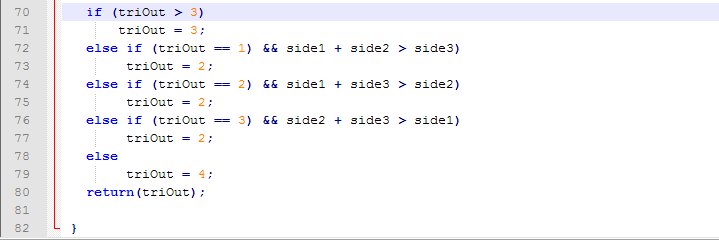 70 if (triOut > 3)
71 triOut = 3;
72 else if (triOut == 1) && side1 + side2 > side3)
73 triOut = 2;
74 else if (triOut == 2) && side1 + side3 > side2)
75 triOut = 2;
76 else if (triOut == 3) && side2 + side3 > side1)
77 triOut = 2;
78 else
79 triOut = 4;
80 return(triOut);
81
82 }